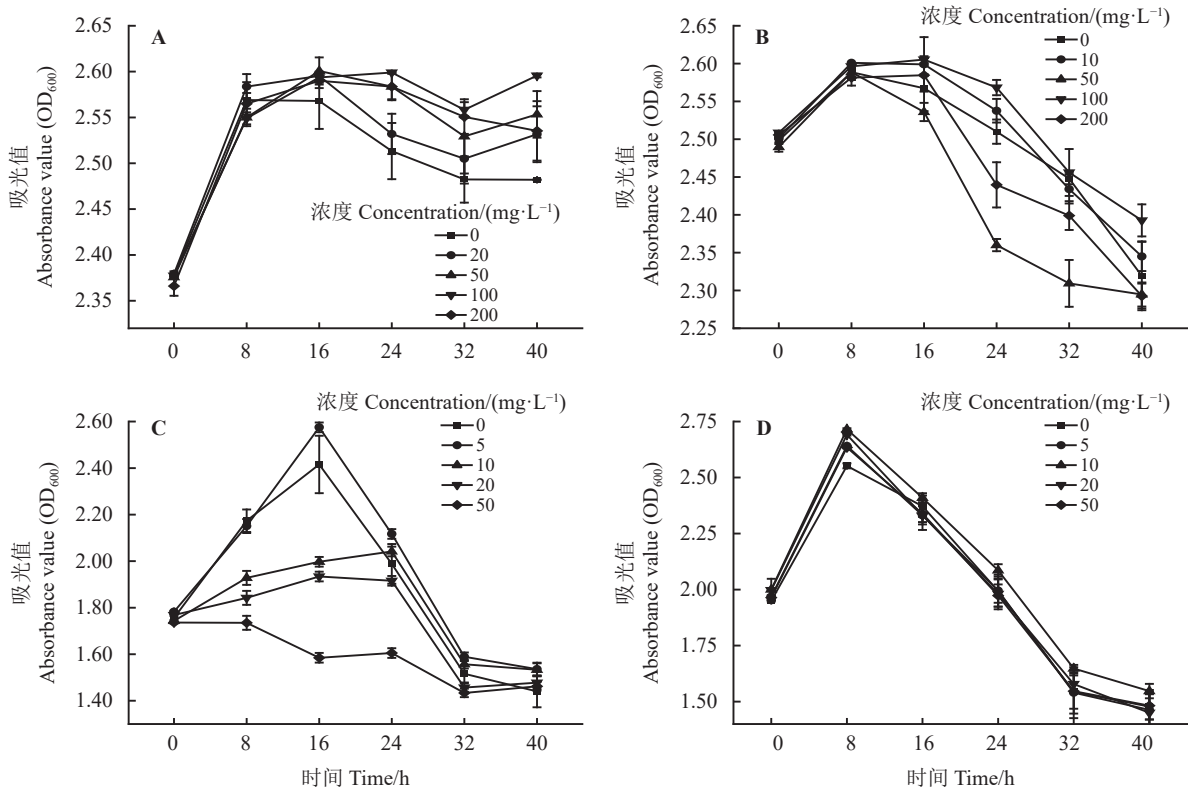 A
吸光值
Absorbance value (OD600)
2.65
2.60
2.55
2.50
2.45
2.40
2.35
浓度 Concentration/(mg·L⁻¹)
0
20
50
100
200
0 8 16 24 32 40
B
吸光值
Absorbance value (OD600)
2.65
2.60
2.55
2.50
2.45
2.40
2.35
2.30
2.25
浓度 Concentration/(mg·L⁻¹)
0
10
50
100
200
0 8 16 24 32 40
C
吸光值
Absorbance value (OD600)
2.60
2.40
2.20
2.00
1.80
1.60
1.40
浓度 Concentration/(mg·L⁻¹)
0
5
10
20
50
0 8 16 24 32 40
时间 Time/h
D
吸光值
Absorbance value (OD600)
2.75
2.50
2.25
2.00
1.75
1.50
浓度 Concentration/(mg·L⁻¹)
0
5
10
20
50
0 8 16 24 32 40
时间 Time/h